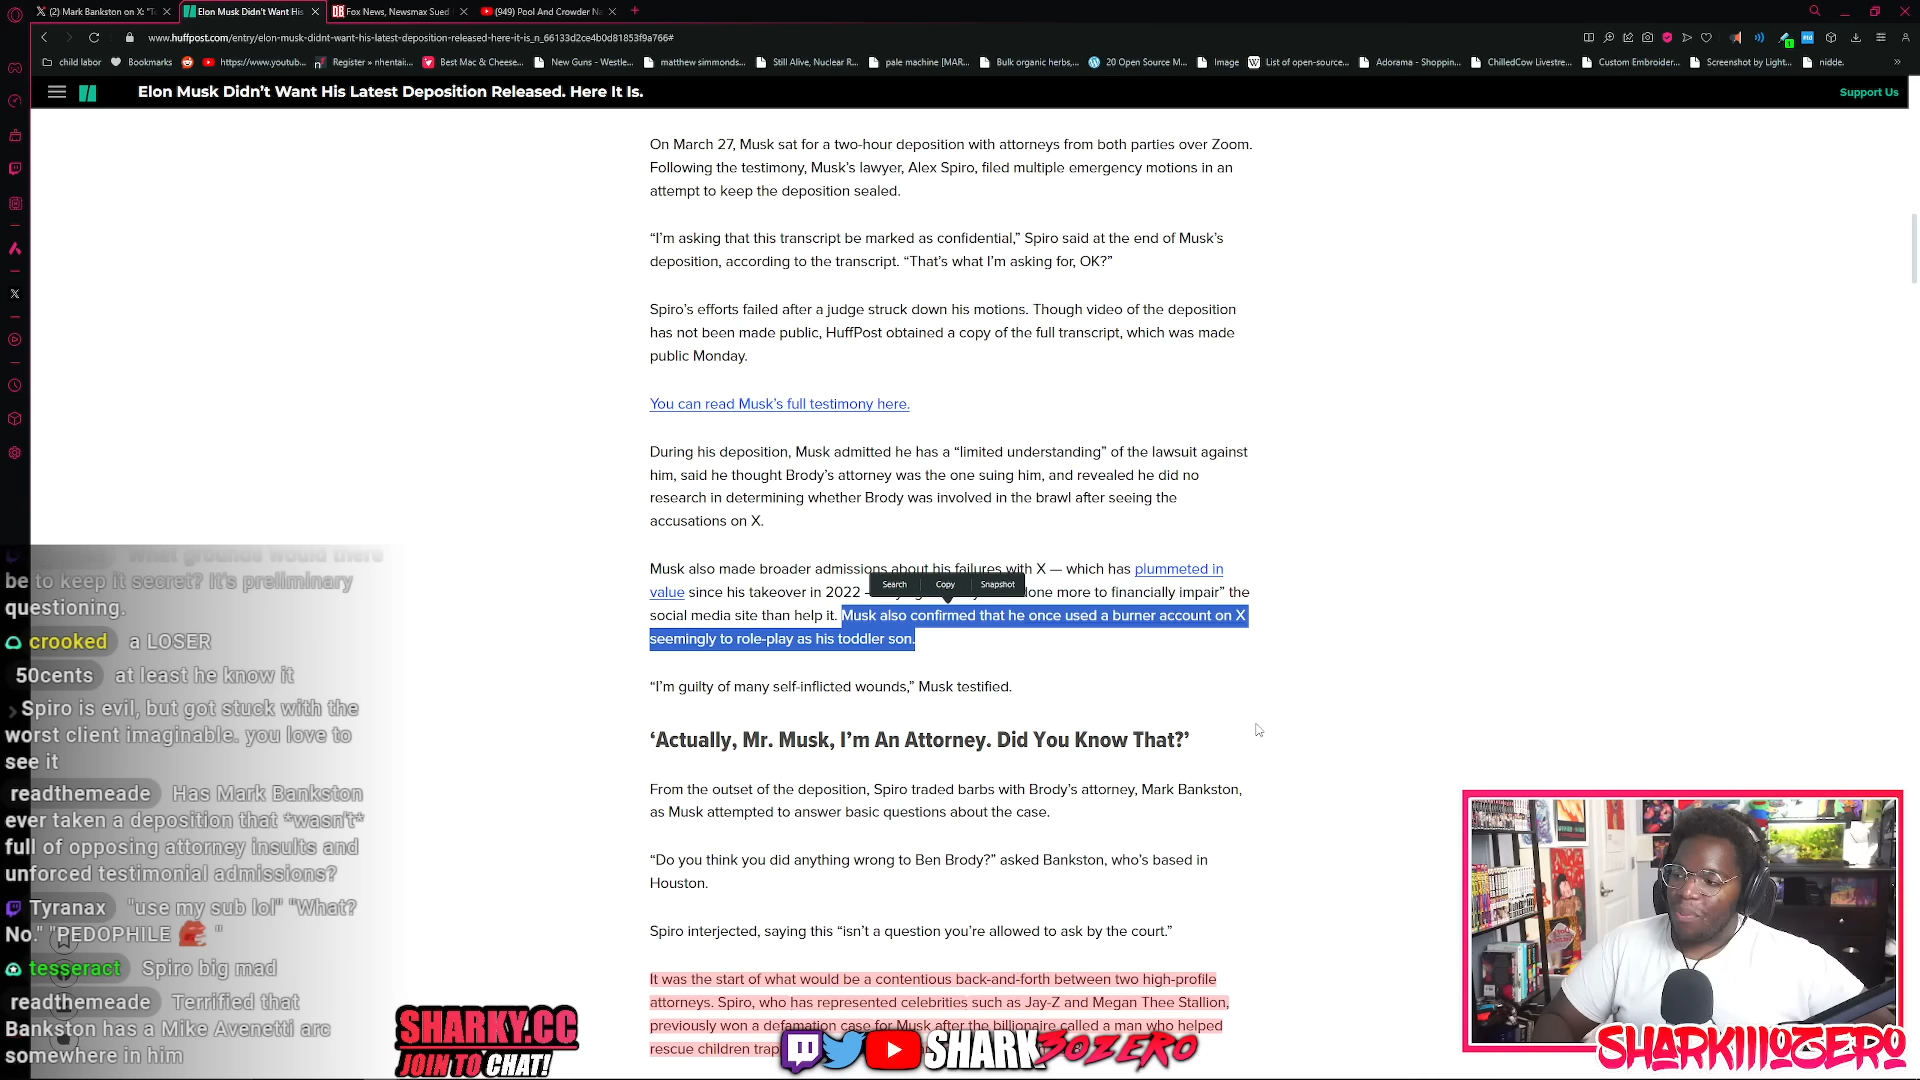 (2) Mark Bankston on X: "T
Elon Musk Didn't Want His
Fox News, Newsmax Sued
(949) Pool And Crowder Na
www.huffpost.com/entry/elon-musk-didnt-want-his-latest-deposition-released-here-it-is_n_66133d2ce4b0d81853f9a766#
child labor
Bookmarks
https://www.youtub...
Register » nhentai:...
Best Mac & Cheese...
New Guns - Westle...
matthew simmonds...
Still Alive, Nuclear R...
pale machine [MAR...
Bulk organic herbs,...
20 Open Source M...
Image
List of open-source...
Adorama - Shoppin...
ChilledCow Livestre...
Custom Embroider...
Screenshot by Light...
nidde.
Elon Musk Didn't Want His Latest Deposition Released. Here It Is.
Support Us
On March 27, Musk sat for a two-hour deposition with attorneys from both parties over Zoom.
Following the testimony, Musk's lawyer, Alex Spiro, filed multiple emergency motions in an
attempt to keep the deposition sealed.
“I'm asking that this transcript be marked as confidential,” Spiro said at the end of Musk's
deposition, according to the transcript. “That's what I'm asking for, OK?”
Spiro's efforts failed after a judge struck down his motions. Though video of the deposition
has not been made public, HuffPost obtained a copy of the full transcript, which was made
public Monday.
You can read Musk's full testimony here.
During his deposition, Musk admitted he has a “limited understanding” of the lawsuit against
him, said he thought Brody's attorney was the one suing him, and revealed he did no
research in determining whether Brody was involved in the brawl after seeing the
accusations on X.
Musk also made broader admissions about his failures with X — which has plummeted in
Search Copy Snapshot
value since his takeover in 2022 done more to financially impair” the
social media site than help it. Musk also confirmed that he once used a burner account on X
seemingly to role-play as his toddler son.
“I'm guilty of many self-inflicted wounds,” Musk testified.
‘Actually, Mr. Musk, I'm An Attorney. Did You Know That?’
From the outset of the deposition, Spiro traded barbs with Brody's attorney, Mark Bankston,
as Musk attempted to answer basic questions about the case.
“Do you think you did anything wrong to Ben Brody?” asked Bankston, who's based in
Houston.
Spiro interjected, saying this “isn't a question you're allowed to ask by the court.”
It was the start of what would be a contentious back-and-forth between two high-profile
attorneys. Spiro, who has represented celebrities such as Jay-Z and Megan Thee Stallion,
previously won a defamation case for Musk after the billionaire called a man who helped
rescue children trap
What grounds would there
be to keep it secret? It's preliminary
questioning.
crooked a LOSER
50cents at least he know it
Spiro is evil, but got stuck with the
worst client imaginable. you love to
see it
readthemeade Has Mark Bankston
ever taken a deposition that *wasn't*
full of opposing attorney insults and
unforced testimonial admissions?
Tyranax "use my sub lol" "What?
No." "PEDOPHILE "
tesseract Spiro big mad
readthemeade Terrified that
Bankston has a Mike Avenetti arc
somewhere in him
SHARKY.CC
JOIN TO CHAT!
SHARK3OZERO
SHARKIIIOZERO